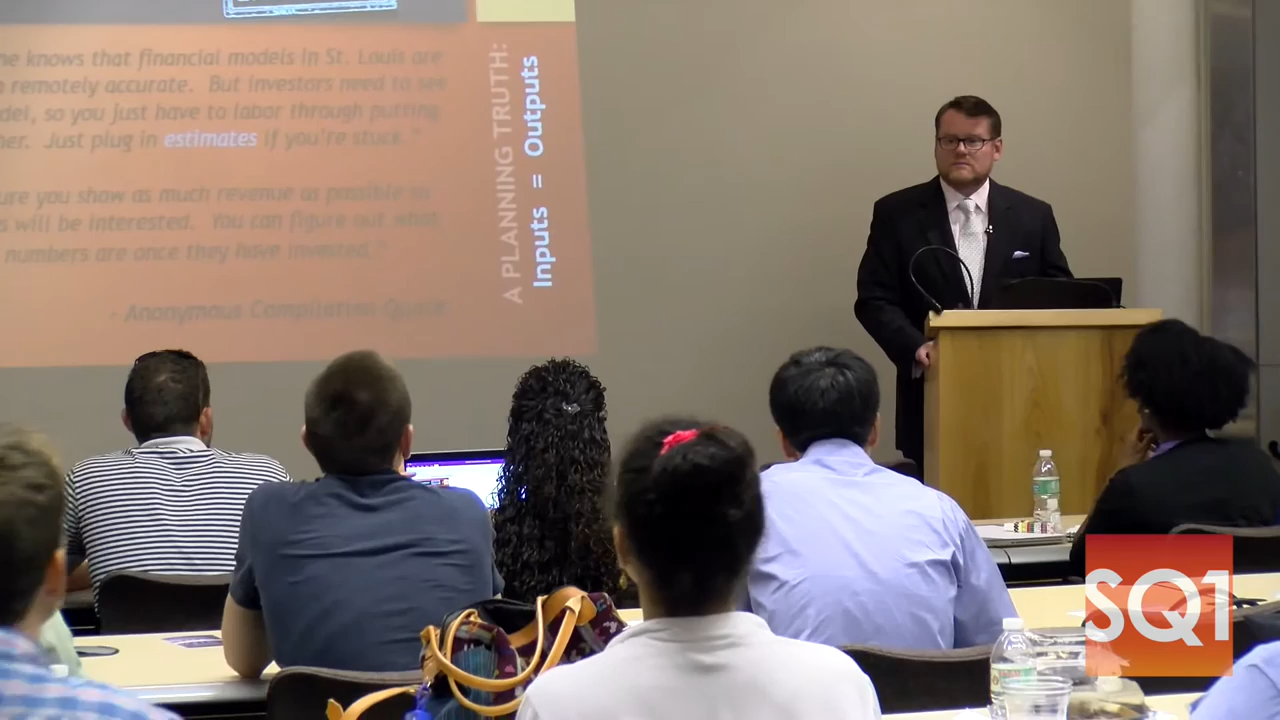 ne knows that financial models in St. Louis are
remotely accurate. But investors need to see
del, so you just have to labor through putting
her. Just plug in estimates if you're stuck."
ure you show as much revenue as possible so
s will be interested. You can figure out what
numbers are once they have invested."
- Anonymous Compilation Quote
A PLANNING TRUTH:
Inputs = Outputs
SQ1